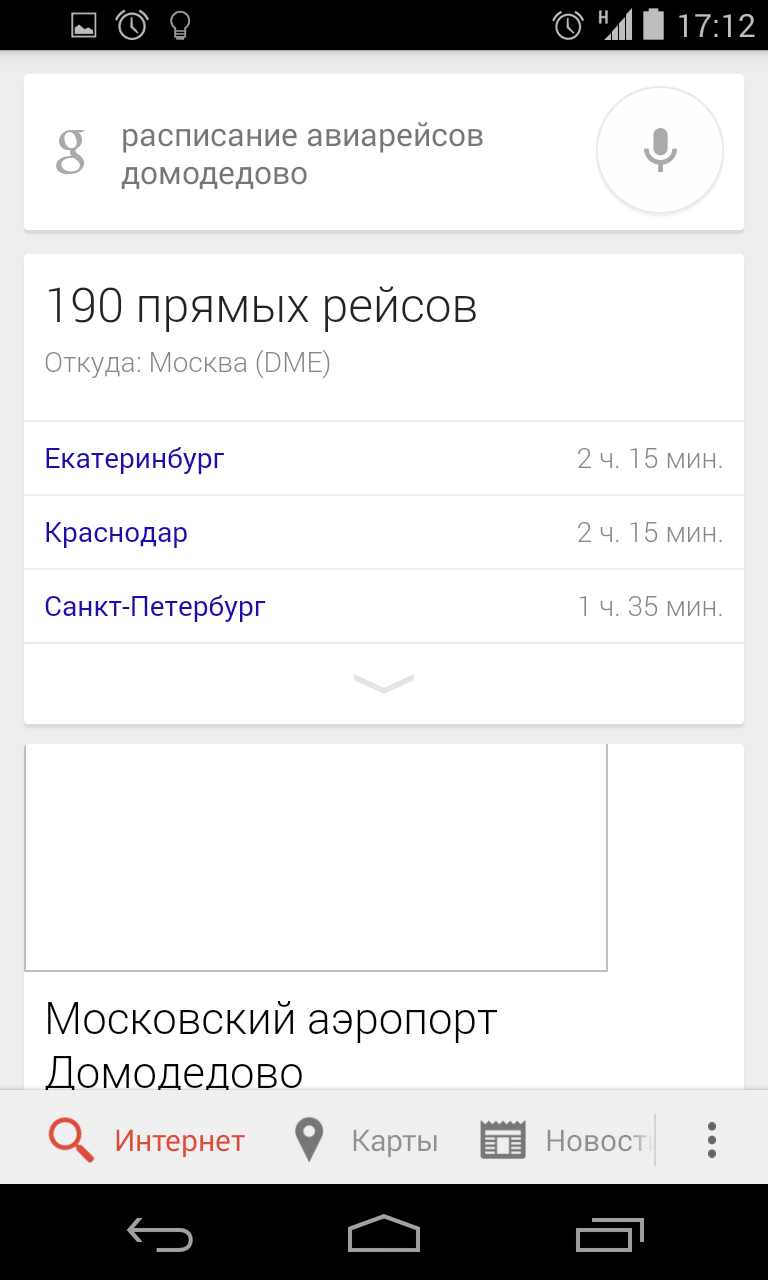 H 17:12
g расписание авиарейсов
домодедово
190 прямых рейсов
Откуда: Москва (DME)
Екатеринбург 2 ч. 15 мин.
Краснодар 2 ч. 15 мин.
Санкт-Петербург 1 ч. 35 мин.
Московский аэропорт
Домодедово
Интернет Карты Новост